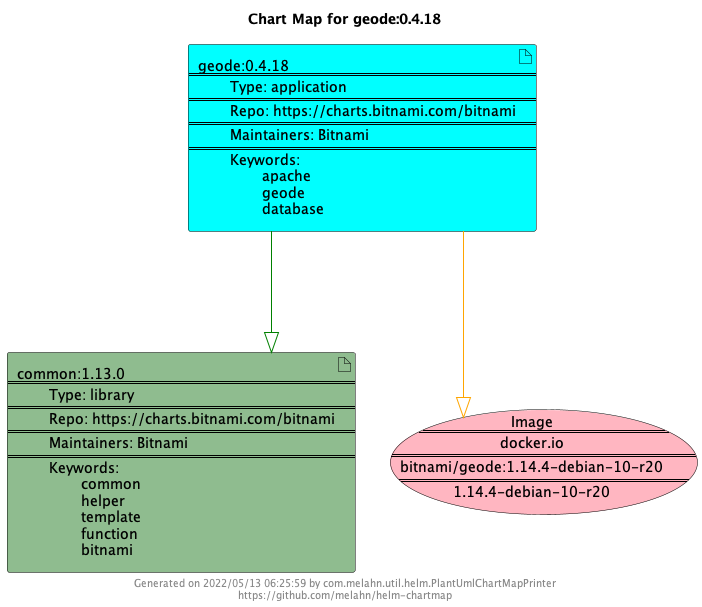 Chart Map for geode:0.4.18
geode:0.4.18
Type: application
Repo: https://charts.bitnami.com/bitnami
Maintainers: Bitnami
Keywords:
apache
geode
database
common:1.13.0
Type: library
Repo: https://charts.bitnami.com/bitnami
Maintainers: Bitnami
Keywords:
common
helper
template
function
bitnami
Image
docker.io
bitnami/geode:1.14.4-debian-10-r20
1.14.4-debian-10-r20
Generated on 2022/05/13 06:25:59 by com.melahn.util.helm.PlantUmlChartMapPrinter
https://github.com/melahn/helm-chartmap